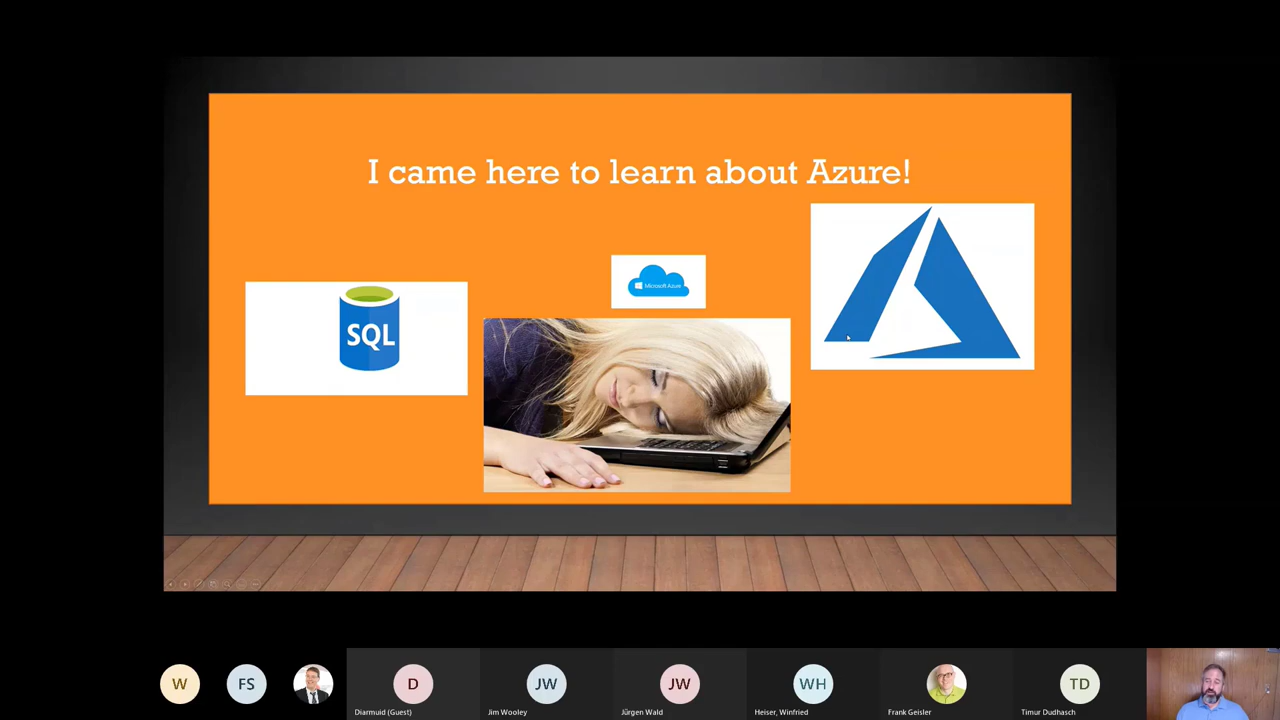 I came here to learn about Azure!
Microsoft Azure
SQL
W
FS
D
JW
JW
WH
TD
Diarmuid (Guest)
Jim Wooley
Jürgen Wald
Heiser, Winfried
Frank Geisler
Timur Dudhasch